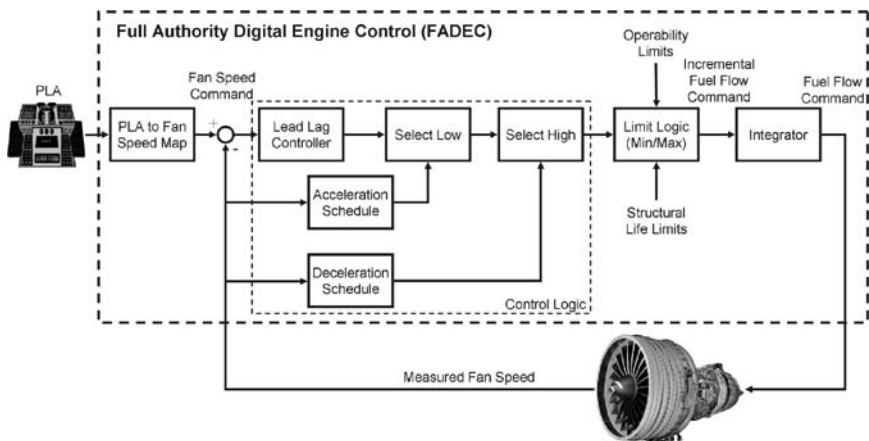 Full Authority Digital Engine Control (FADEC)
PLA
Fan Speed
Command
PLA to Fan
Speed Map
+
-
Lead Lag
Controller
Select Low
Select High
Acceleration
Schedule
Deceleration
Schedule
Control Logic
Operability
Limits
Limit Logic
(Min/Max)
Structural
Life Limits
Incremental
Fuel Flow
Command
Integrator
Fuel Flow
Command
Measured Fan Speed